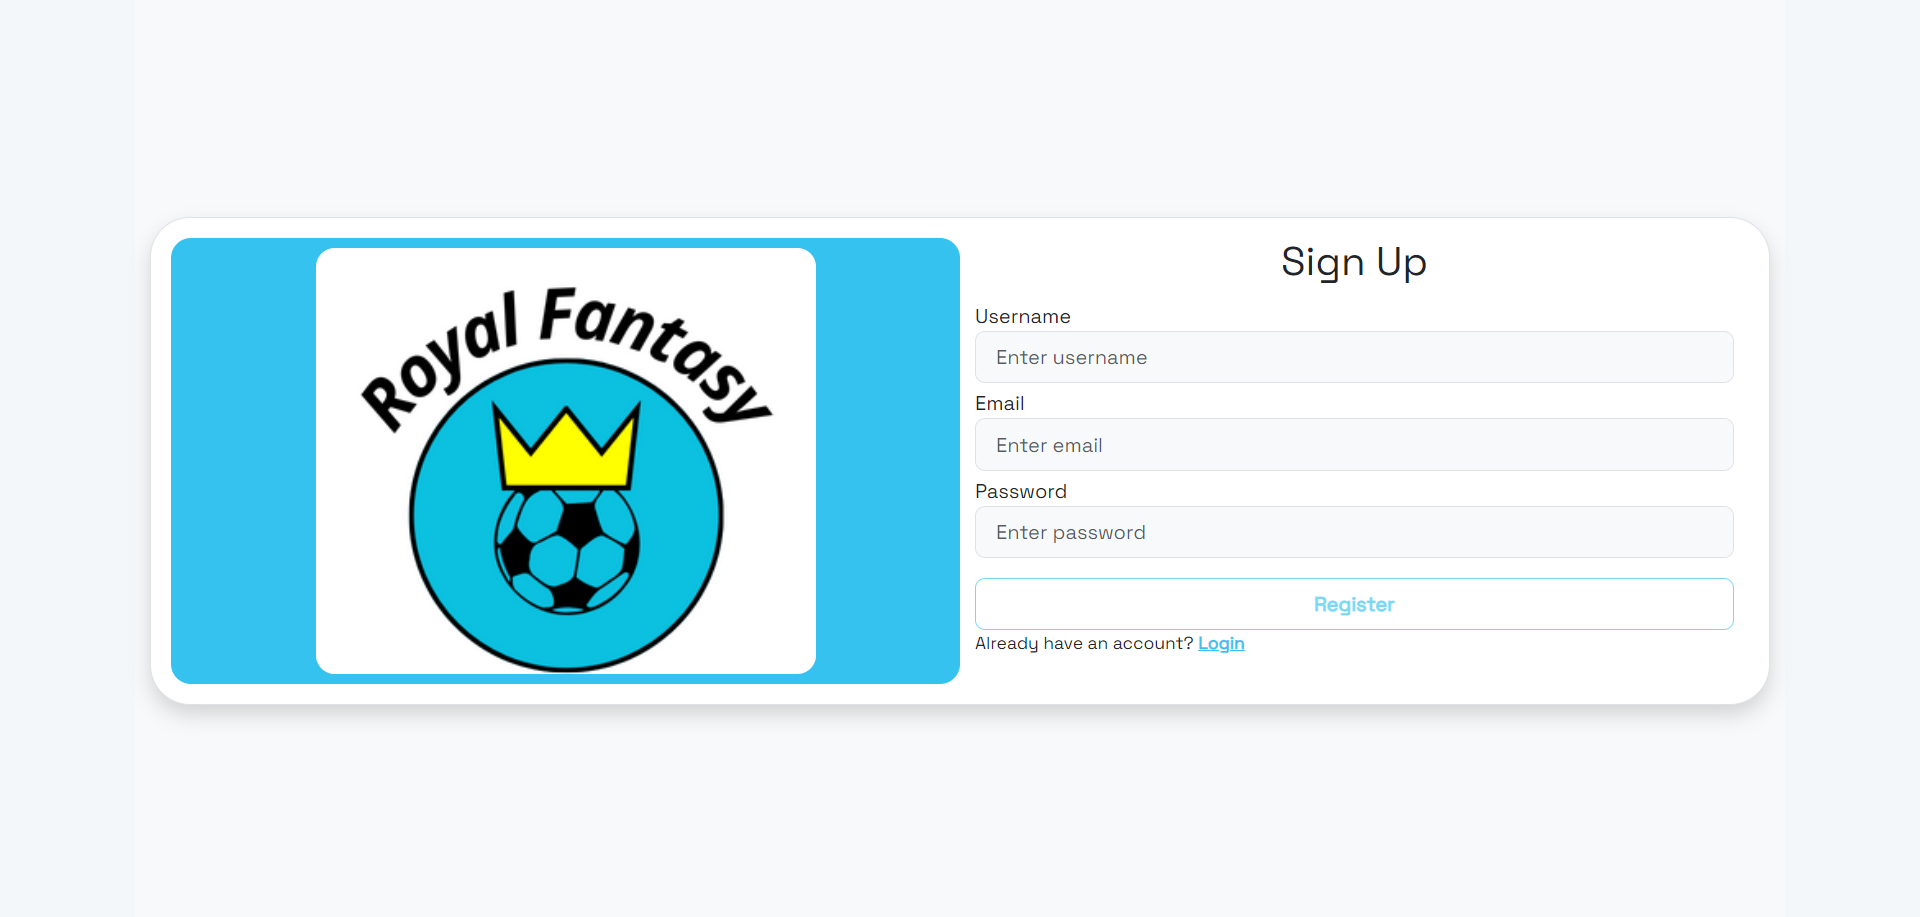 Royal Fantasy
Sign Up
Username
Enter username
Email
Enter email
Password
Enter password
Register
Already have an account? Login